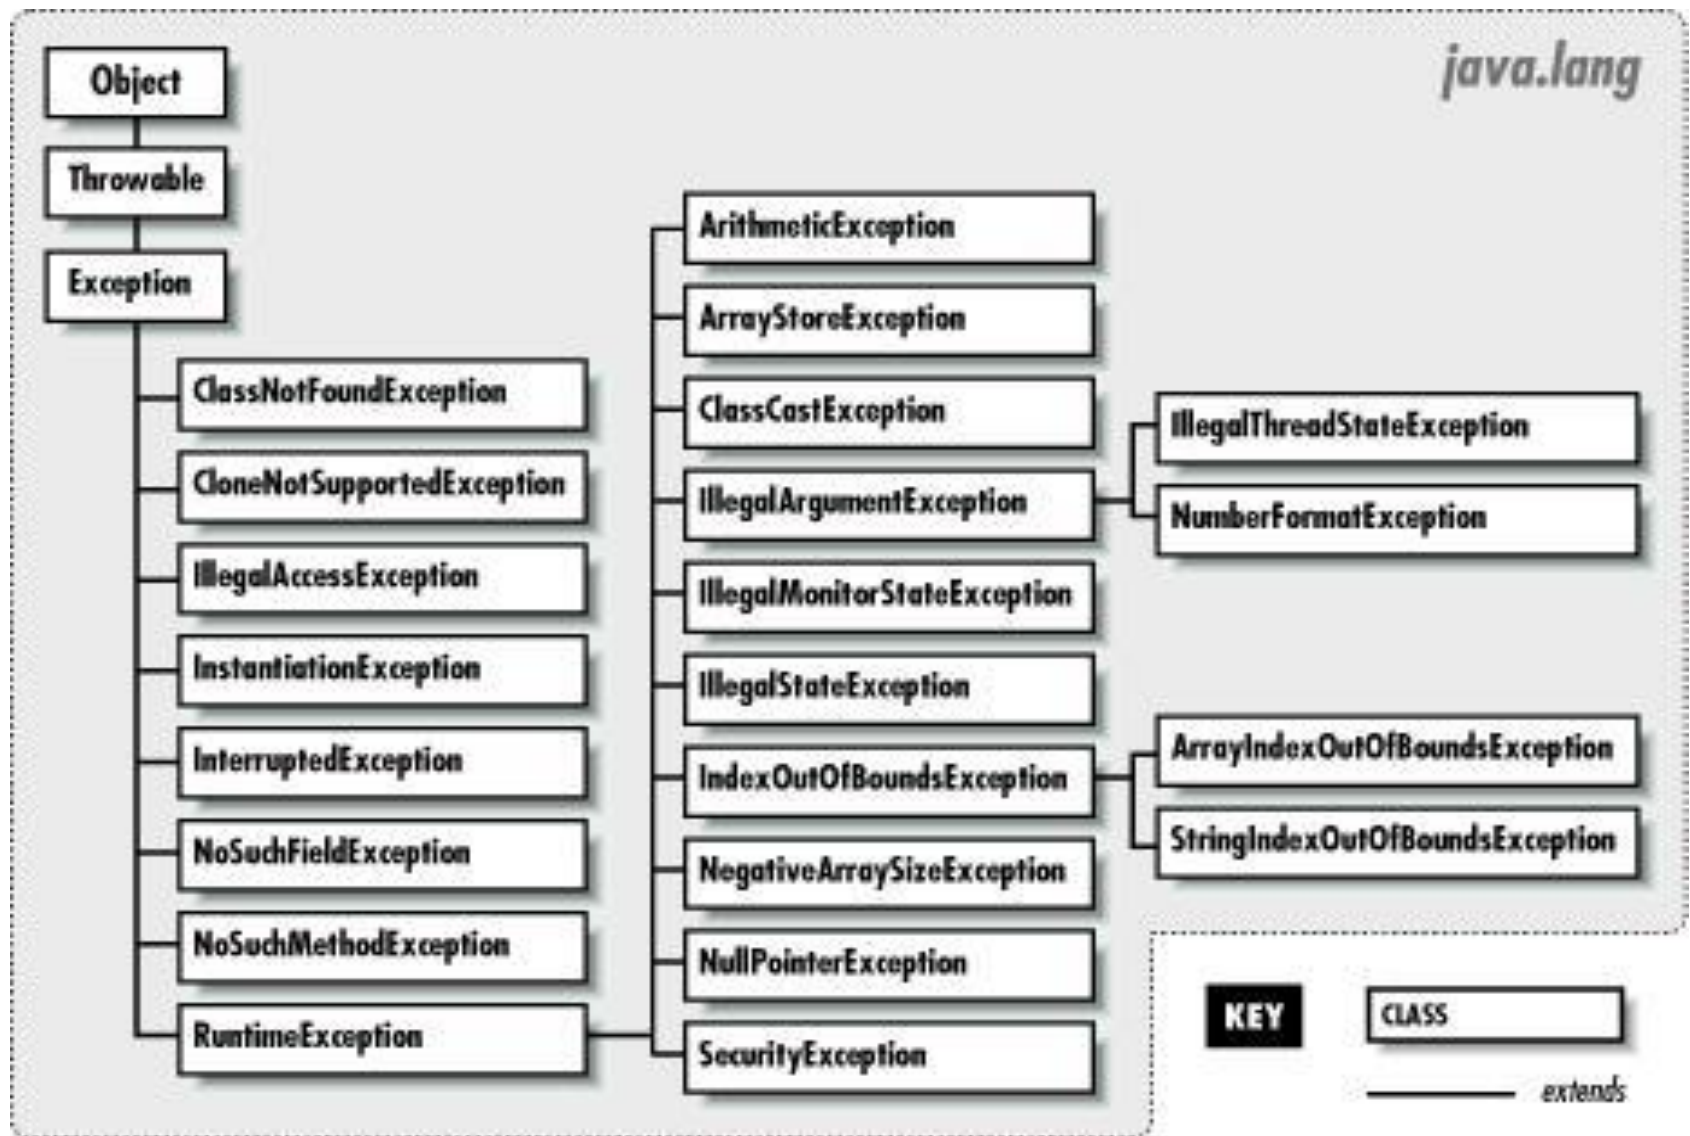 java.lang
Object
Throwable
Exception
ClassNotFoundException
CloneNotSupportedException
IllegalAccessException
InstantiationException
InterruptedException
NoSuchFieldException
NoSuchMethodException
RuntimeException
ArithmeticException
ArrayStoreException
ClassCastException
IllegalArgumentException
IllegalMonitorStateException
IllegalStateException
IndexOutOfBoundsException
NegativeArraySizeException
NullPointerException
SecurityException
IllegalThreadStateException
NumberFormatException
ArrayIndexOutOfBoundsException
StringIndexOutOfBoundsException
KEY
CLASS
extends